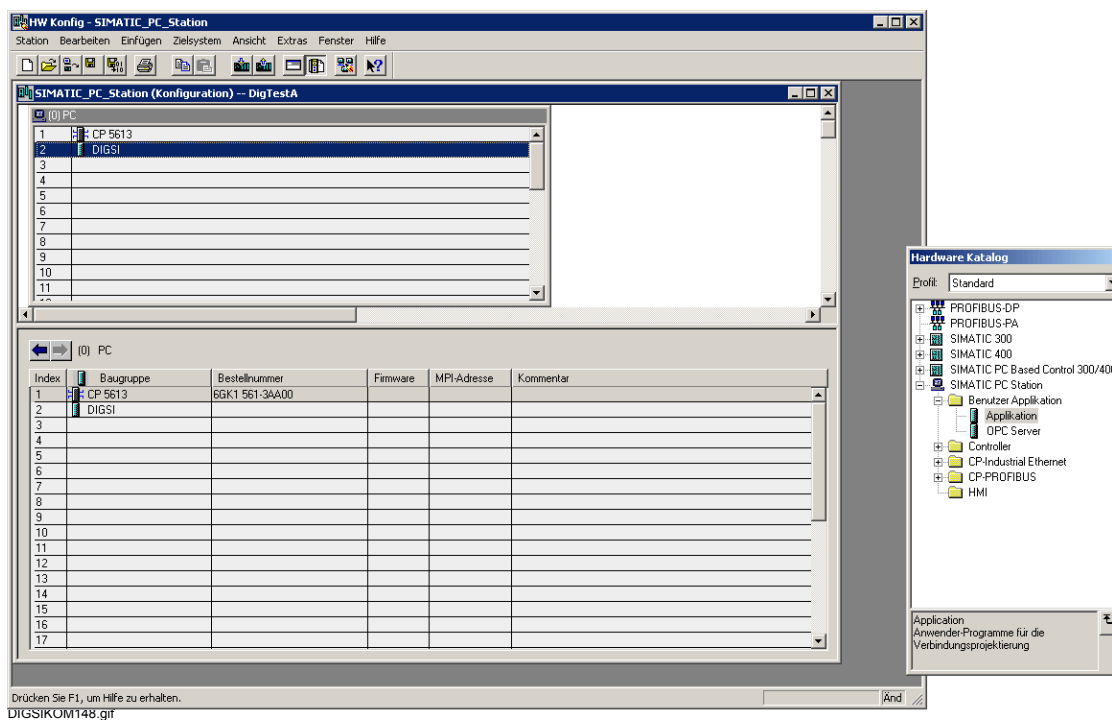 HW Konfig - SIMATIC_PC_Station
Station Bearbeiten Einfügen Zielsystem Ansicht Extras Fenster Hilfe
SIMATIC_PC_Station (Konfiguration) -- DigTestA
(0) PC
1 CP 5613
2 DIGSI
3
4
5
6
7
8
9
10
11
(0) PC
Index Baugruppe Bestellnummer Firmware MPI-Adresse Kommentar
1 CP 5613 6GK1 561-3AA00
2 DIGSI
3
4
5
6
7
8
9
10
11
12
13
14
15
16
17
Drücken Sie F1, um Hilfe zu erhalten.
Änd
DIGSIKOM148.gif
Hardware Katalog
Profil: Standard
PROFIBUS-DP
PROFIBUS-PA
SIMATIC 300
SIMATIC 400
SIMATIC PC Based Control 300/400
SIMATIC PC Station
Benutzer Applikation
Applikation
OPC Server
Controller
CP-Industrial Ethernet
CP-PROFIBUS
HMI
Application
Anwender-Programme für die
Verbindungsprojektierung